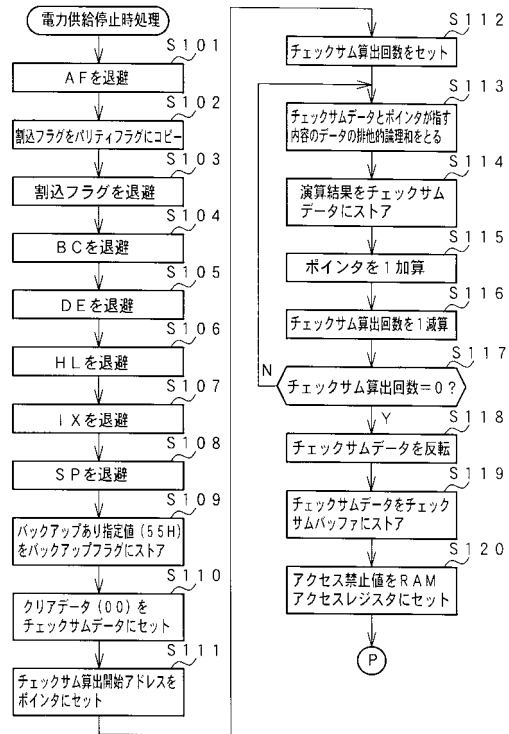 電力供給停止時処理
S101
AFを退避
S102
割込フラグをパリティフラグにコピー
S103
割込フラグを退避
S104
BCを退避
S105
DEを退避
S106
HLを退避
S107
IXを退避
S108
SPを退避
S109
バックアップあり指定値(55H)
をバックアップフラグにストア
S110
クリアデータ(00)を
チェックサムデータにセット
S111
チェックサム算出開始アドレスを
ポインタにセット
S112
チェックサム算出回数をセット
S113
チェックサムデータとポインタが指す
内容のデータの排他的論理和をとる
S114
演算結果をチェックサム
データにストア
S115
ポインタを1加算
S116
チェックサム算出回数を1減算
S117
N
チェックサム算出回数=0?
Y
S118
チェックサムデータを反転
S119
チェックサムデータをチェック
サムバッファにストア
S120
アクセス禁止値をRAM
アクセスレジスタにセット
P